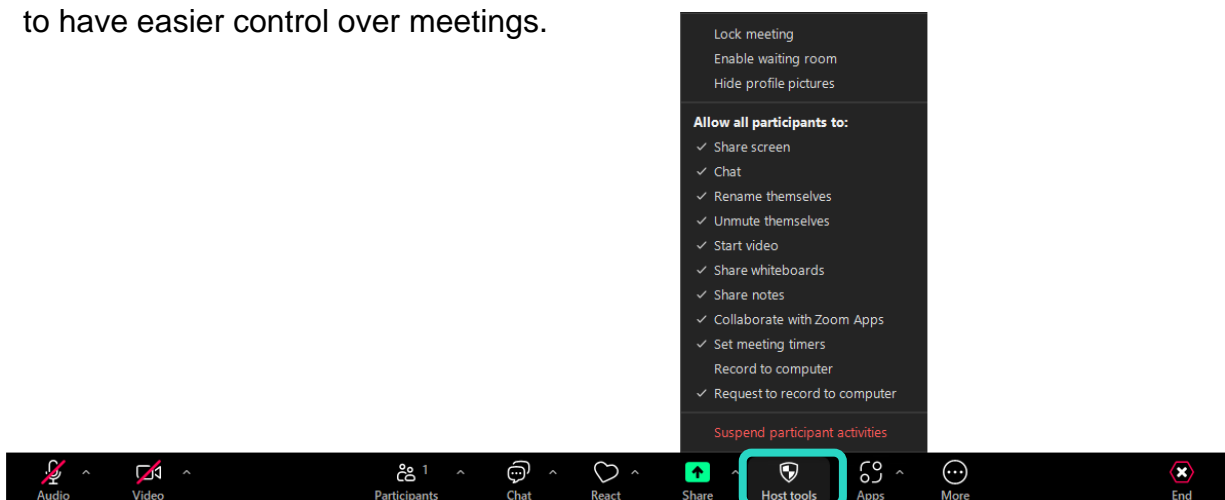 to have easier control over meetings.
Lock meeting
Enable waiting room
Hide profile pictures
Allow all participants to:
Share screen
Chat
Rename themselves
Unmute themselves
Start video
Share whiteboards
Share notes
Collaborate with Zoom Apps
Set meeting timers
Record to computer
Request to record to computer
Suspend participant activities
Audio Video Participants 1 Chat React Share Host tools Apps More End